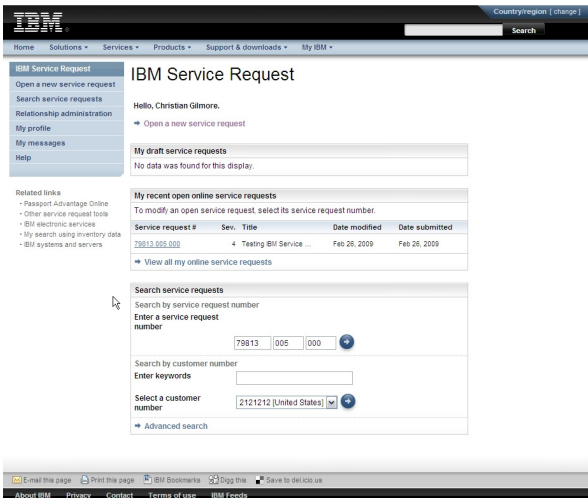 Country/region [ change ]
IBM®
Search
Home Solutions Services Products Support & downloads My IBM
IBM Service Request
Open a new service request
Search service requests
Relationship administration
My profile
My messages
Help
Related links
• Passport Advantage Online
• Other service request tools
• IBM electronic services
• My search using inventory data
• IBM systems and servers
IBM Service Request
Hello, Christian Gilmore.
Open a new service request
My draft service requests
No data was found for this display.
My recent open online service requests
To modify an open service request, select its service request number.
Service request # Sev. Title Date modified Date submitted
79813.005.000 4 Testing IBM Service ... Feb 26, 2009 Feb 26, 2009
View all my online service requests
Search service requests
Search by service request number
Enter a service request
number
79813 005 000
Search by customer number
Enter keywords
Select a customer
number
2121212 [United States]
Advanced search
E-mail this page Print this page IBM Bookmarks Digg this Save to del.icio.us
About IBM Privacy Contact Terms of use IBM Feeds